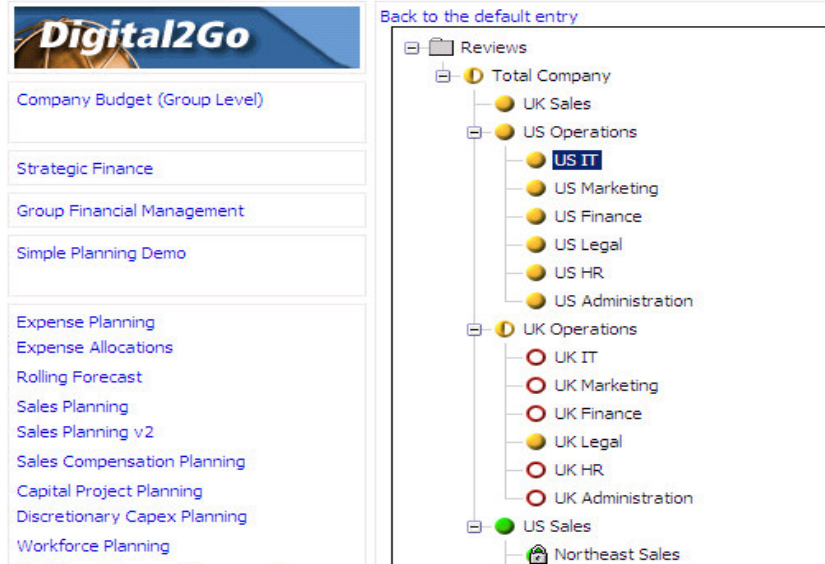 Digital2Go
Company Budget (Group Level)
Strategic Finance
Group Financial Management
Simple Planning Demo
Expense Planning
Expense Allocations
Rolling Forecast
Sales Planning
Sales Planning v2
Sales Compensation Planning
Capital Project Planning
Discretionary Capex Planning
Workforce Planning
Back to the default entry
Reviews
Total Company
UK Sales
US Operations
US IT
US Marketing
US Finance
US Legal
US HR
US Administration
UK Operations
UK IT
UK Marketing
UK Finance
UK Legal
UK HR
UK Administration
US Sales
Northeast Sales